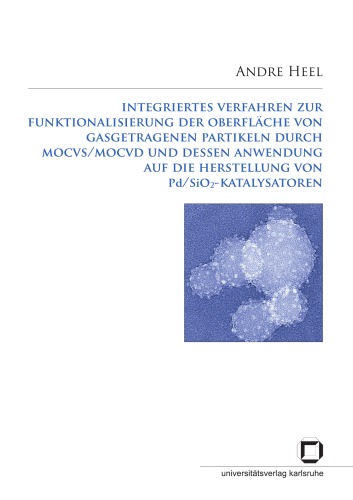 Andre Heel
integriertes verfahren zur
funktionalisierung der oberfläche von
gasgetragenen partikeln durch
mocvs/mocvd und dessen anwendung
auf die herstellung von
Pd/SiO₂-katalysatoren
universitätsverlag karlsruhe